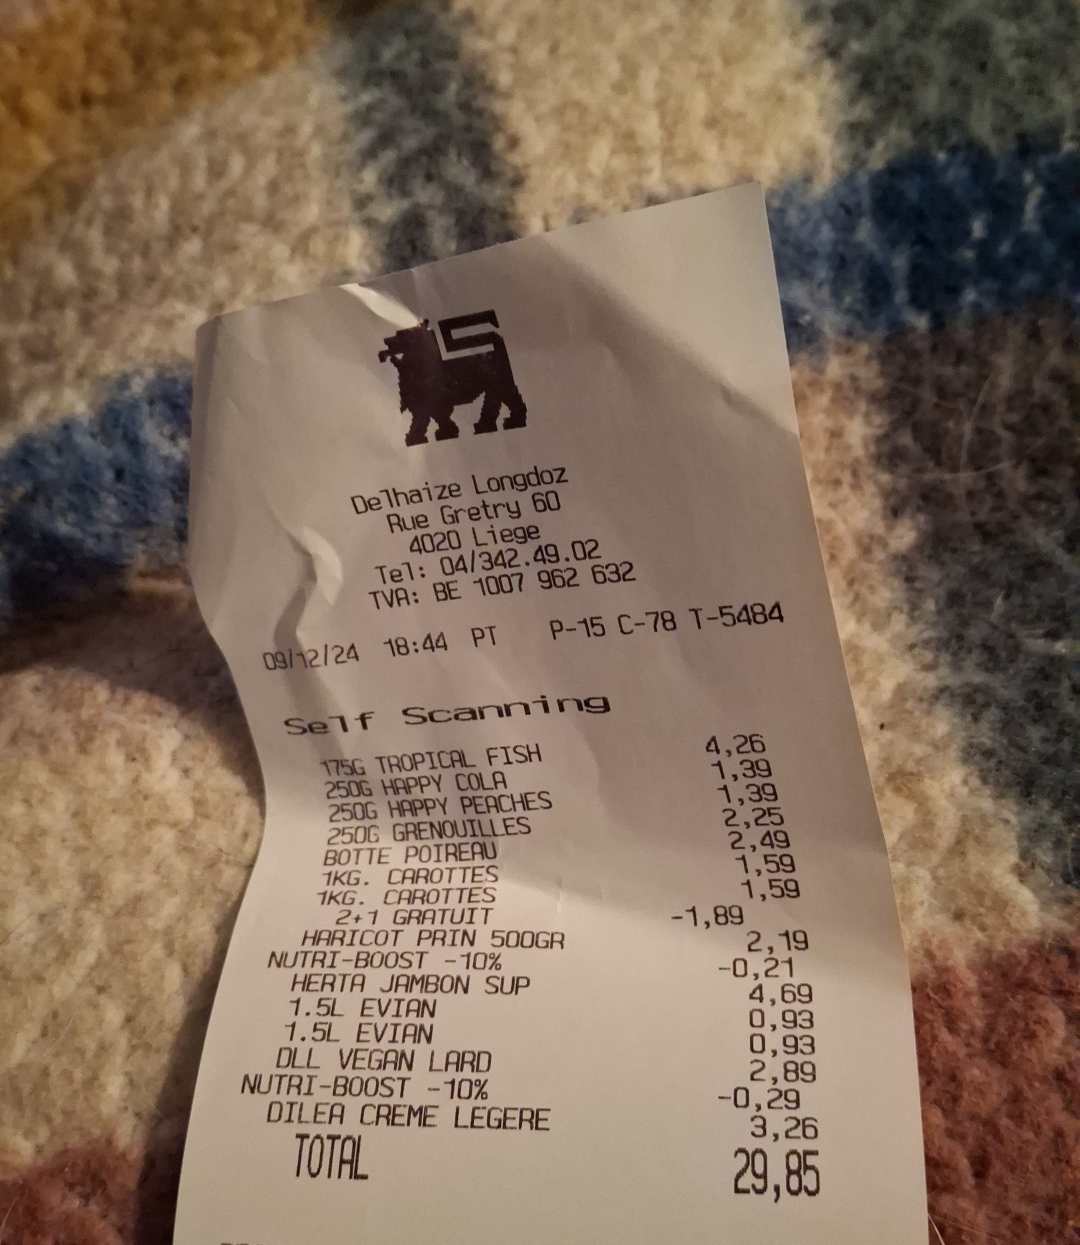 Delhaize Longdoz
Rue Gretry 60
4020 Liege
Tel: 04/342.49.02
TVA: BE 1007 962 632
09/12/24 18:44 PT P-15 C-78 T-5484
Self Scanning
175G TROPICAL FISH 4,26
250G HAPPY COLA 1,39
250G HAPPY PEACHES 1,39
250G GRENOUILLES 2,25
BOTTE POIREAU 2,49
1KG. CAROTTES 1,59
1KG. CAROTTES 1,59
2+1 GRATUIT -1,89
HARICOT PRIN 500GR 2,19
NUTRI-BOOST -10% -0,21
HERTA JAMBON SUP 4,69
1.5L EVIAN 0,93
1.5L EVIAN 0,93
DLL VEGAN LARD 2,89
NUTRI-BOOST -10% -0,29
DILEA CREME LEGERE 3,26
TOTAL 29,85